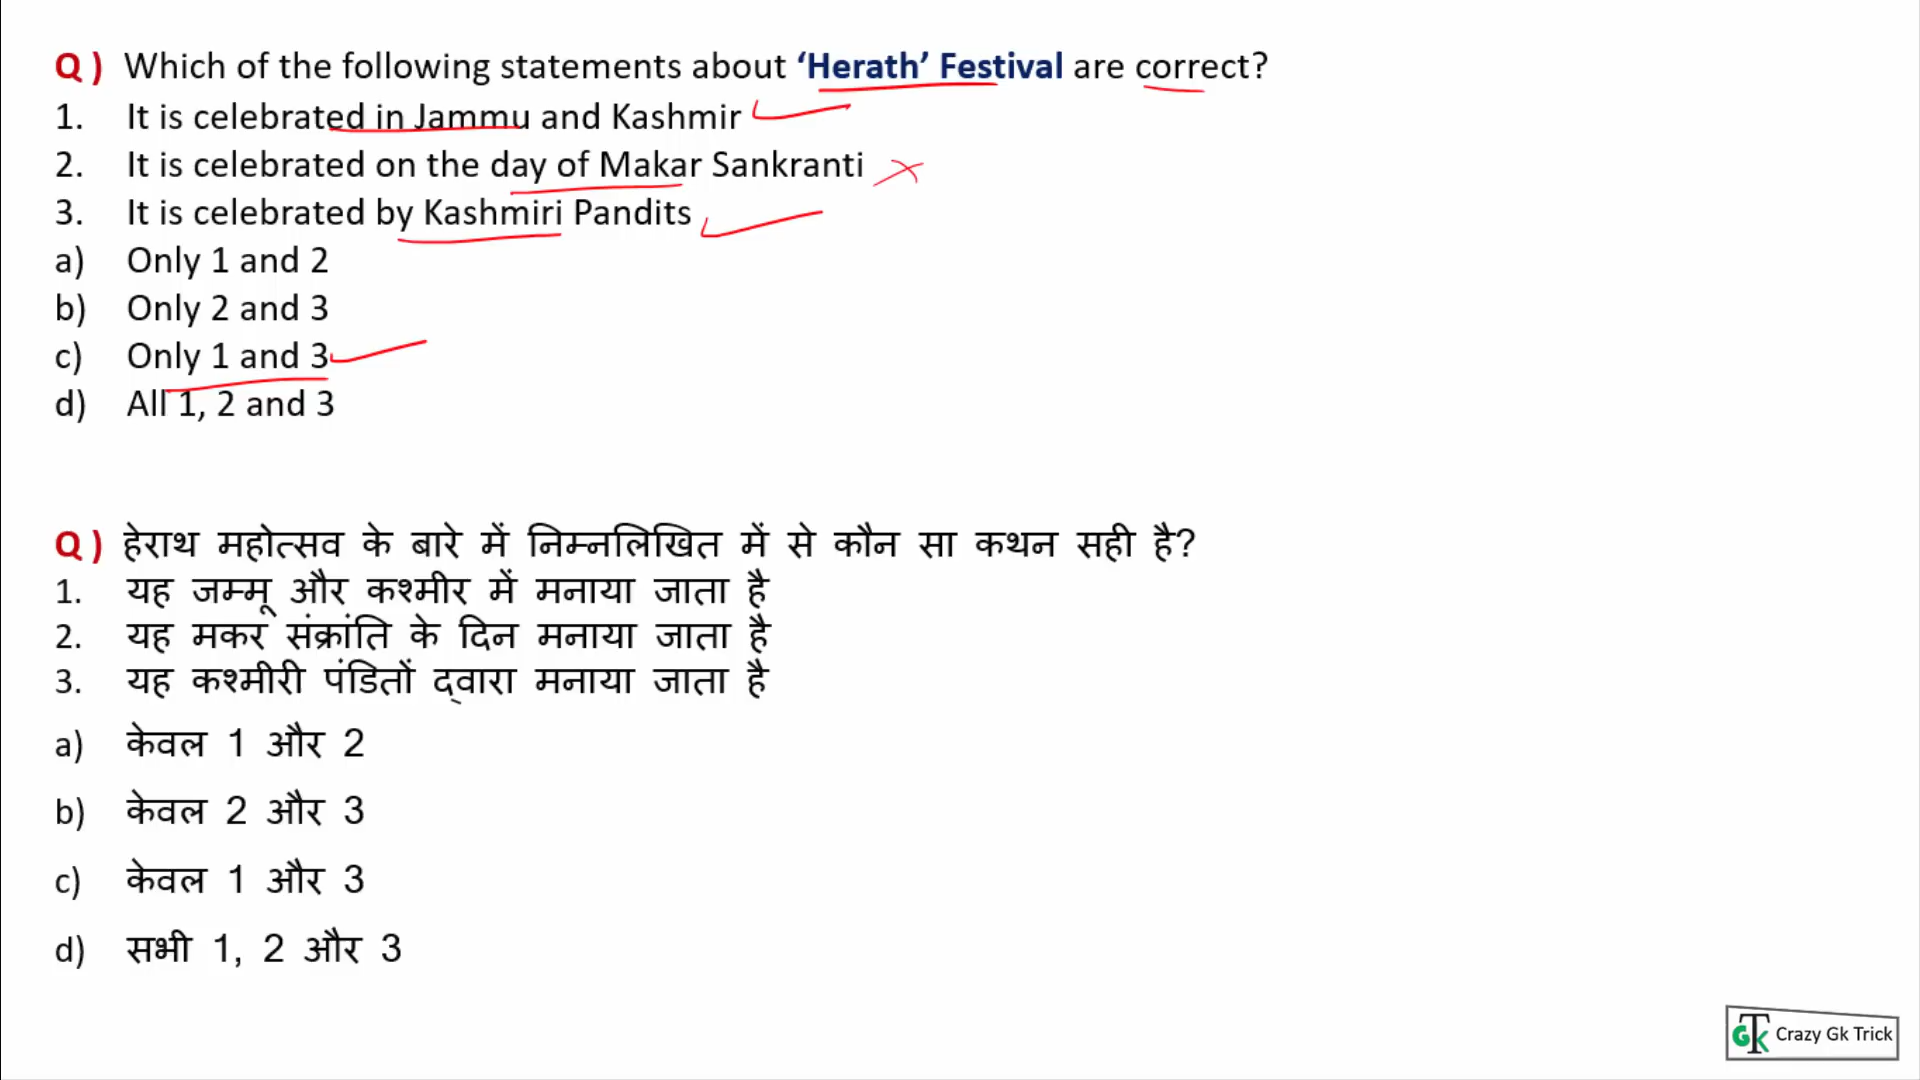 Q ) Which of the following statements about ‘Herath’ Festival are correct?
1. It is celebrated in Jammu and Kashmir
2. It is celebrated on the day of Makar Sankranti
3. It is celebrated by Kashmiri Pandits
a) Only 1 and 2
b) Only 2 and 3
c) Only 1 and 3
d) All 1, 2 and 3
Q ) हेराथ महोत्सव के बारे में निम्नलिखित में से कौन सा कथन सही है?
1. यह जम्मू और कश्मीर में मनाया जाता है
2. यह मकर संक्रांति के दिन मनाया जाता है
3. यह कश्मीरी पंडितों द्वारा मनाया जाता है
a) केवल 1 और 2
b) केवल 2 और 3
c) केवल 1 और 3
d) सभी 1, 2 और 3
GTK Crazy Gk Trick